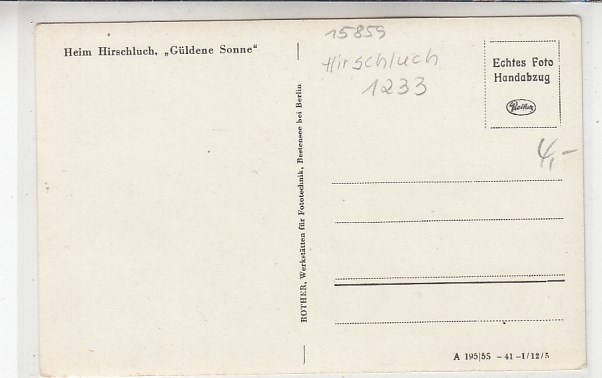 Heim Hirschluch, „Güldene Sonne“
15859
Hirschluch
1233
Echtes Foto
Handabzug
Rother
4,-
ROTHER, Werkstätten für Fototechnik, Bestensee bei Berlin
A 195|55 - 41 - I/12/5